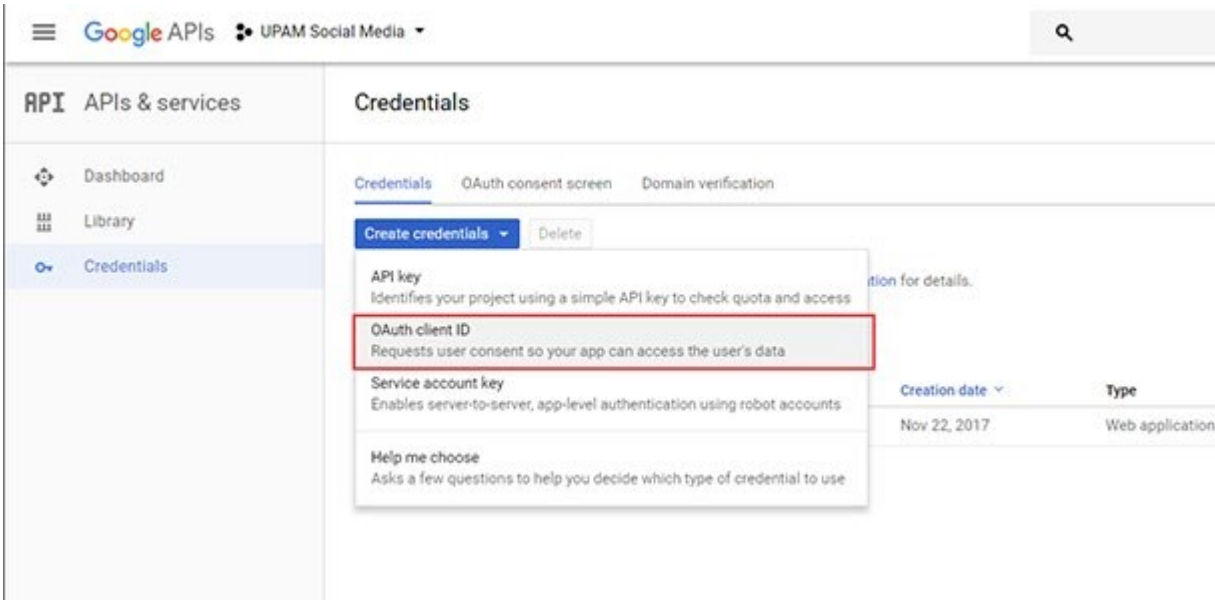 Google APIs UPAM Social Media
API APIs & services
Credentials
Dashboard
Library
Credentials
Credentials OAuth consent screen Domain verification
Create credentials Delete
API key
Identifies your project using a simple API key to check quota and access
for details.
OAuth client ID
Requests user consent so your app can access the user's data
Service account key
Enables server-to-server, app-level authentication using robot accounts
Creation date Type
Nov 22, 2017 Web application
Help me choose
Asks a few questions to help you decide which type of credential to use